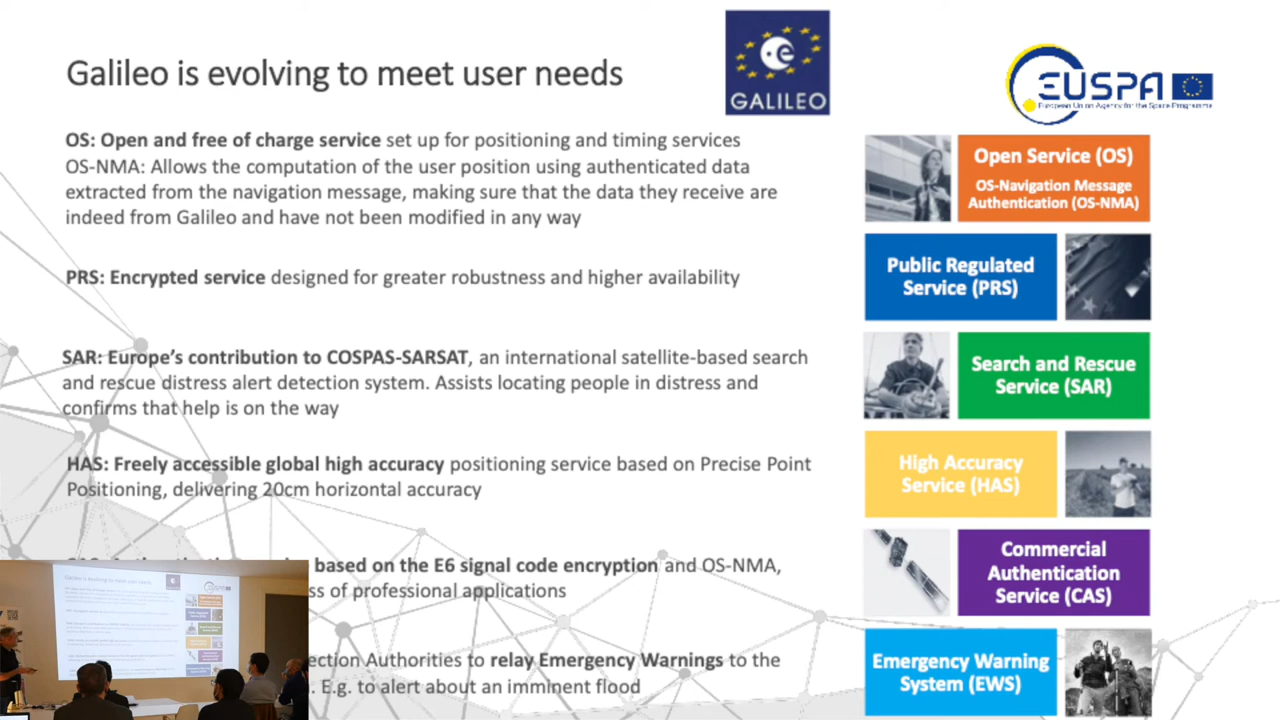 Galileo is evolving to meet user needs
GALILEO
EUSPA
European Union Agency for the Space Programme
OS: Open and free of charge service set up for positioning and timing services
OS-NMA: Allows the computation of the user position using authenticated data
extracted from the navigation message, making sure that the data they receive are
indeed from Galileo and have not been modified in any way
Open Service (OS)
OS-Navigation Message
Authentication (OS-NMA)
PRS: Encrypted service designed for greater robustness and higher availability
Public Regulated
Service (PRS)
SAR: Europe's contribution to COSPAS-SARSAT, an international satellite-based search
and rescue distress alert detection system. Assists locating people in distress and
confirms that help is on the way
Search and Rescue
Service (SAR)
HAS: Freely accessible global high accuracy positioning service based on Precise Point
Positioning, delivering 20cm horizontal accuracy
High Accuracy
Service (HAS)
based on the E6 signal code encryption and OS-NMA,
ss of professional applications
Commercial
Authentication
Service (CAS)
ection Authorities to relay Emergency Warnings to the
. E.g. to alert about an imminent flood
Emergency Warning
System (EWS)
Galileo is evolving to meet user needs